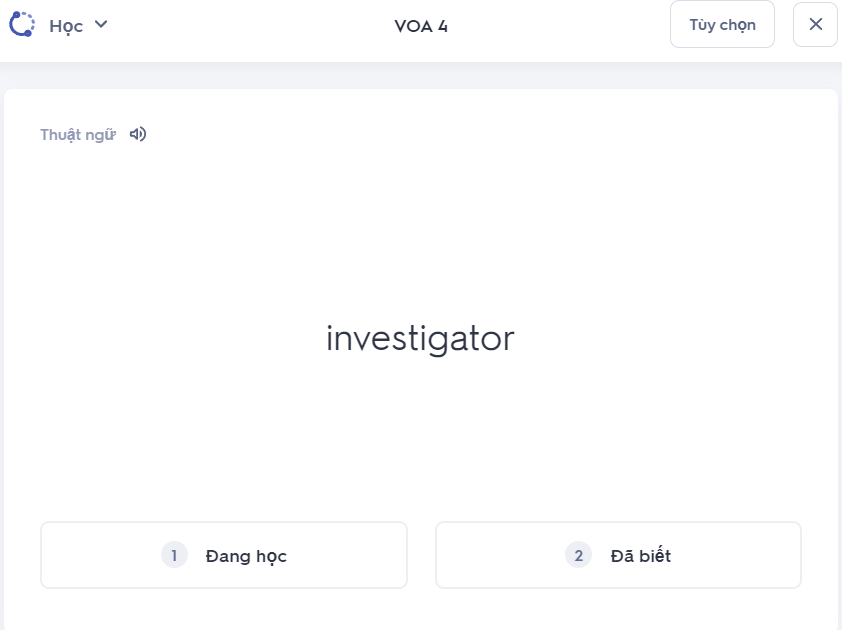 Học
VOA 4
Tùy chọn
Thuật ngữ
investigator
1 Đang học
2 Đã biết